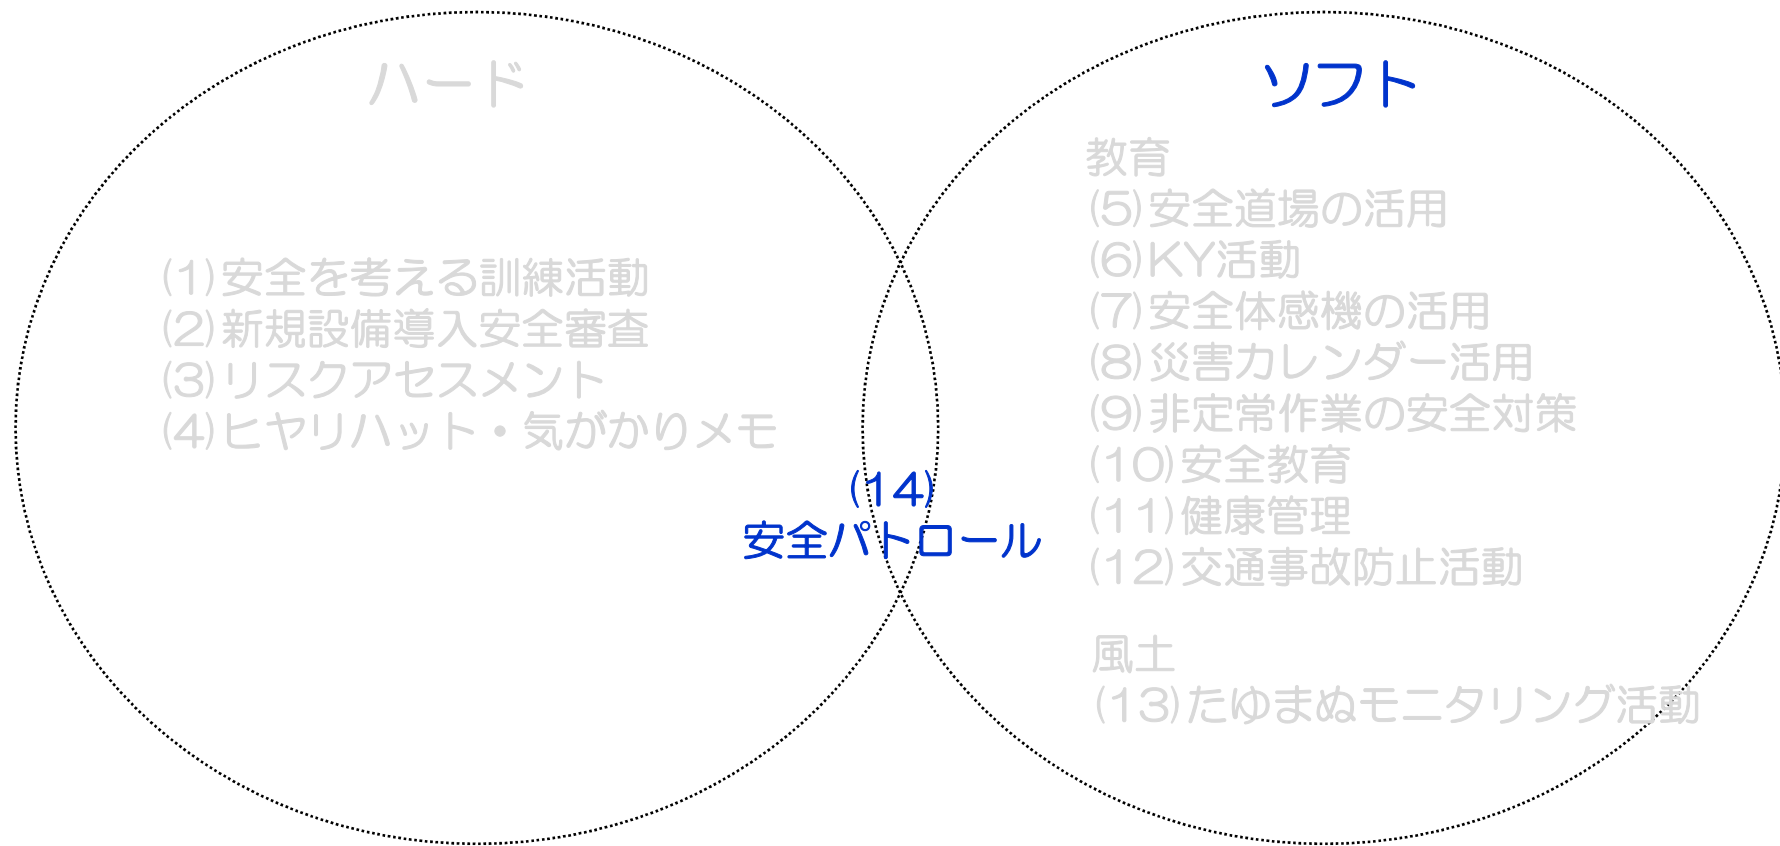 ハード
(1)安全を考える訓練活動
(2)新規設備導入安全審査
(3)リスクアセスメント
(4)ヒヤリハット・気がかりメモ
(14)
安全パトロール
ソフト
教育
(5)安全道場の活用
(6)KY活動
(7)安全体感機の活用
(8)災害カレンダー活用
(9)非定常作業の安全対策
(10)安全教育
(11)健康管理
(12)交通事故防止活動
風土
(13)たゆまぬモニタリング活動